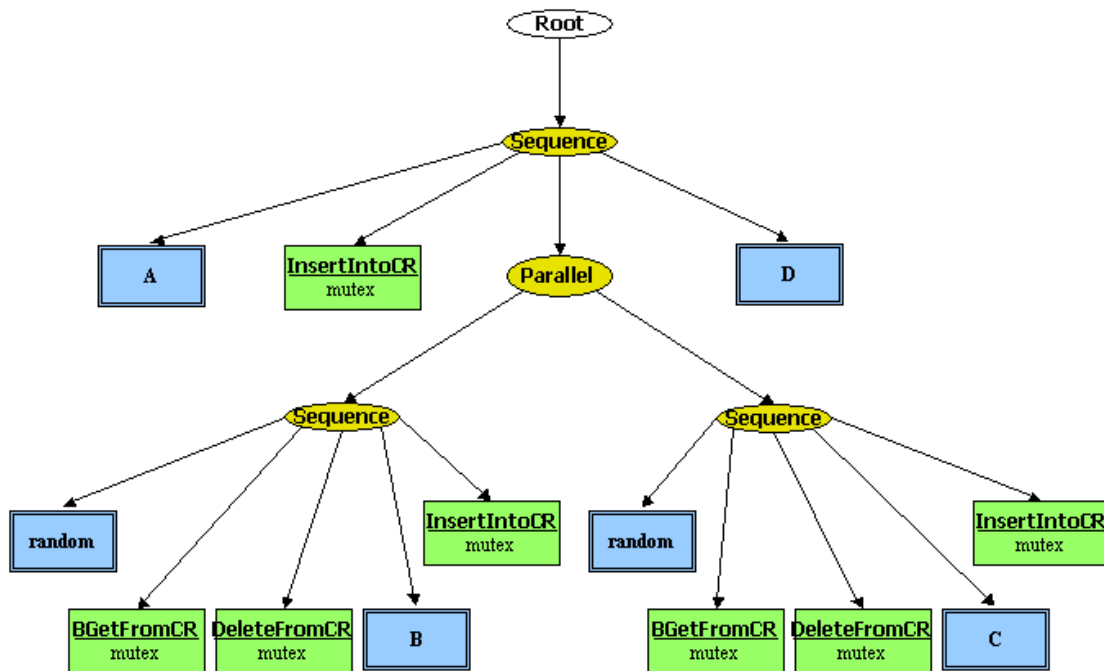 Root
Sequence
A
InsertIntoCR
mutex
Parallel
D
Sequence
Sequence
random
InsertIntoCR
mutex
random
InsertIntoCR
mutex
BGetFromCR
mutex
DeleteFromCR
mutex
B
BGetFromCR
mutex
DeleteFromCR
mutex
C